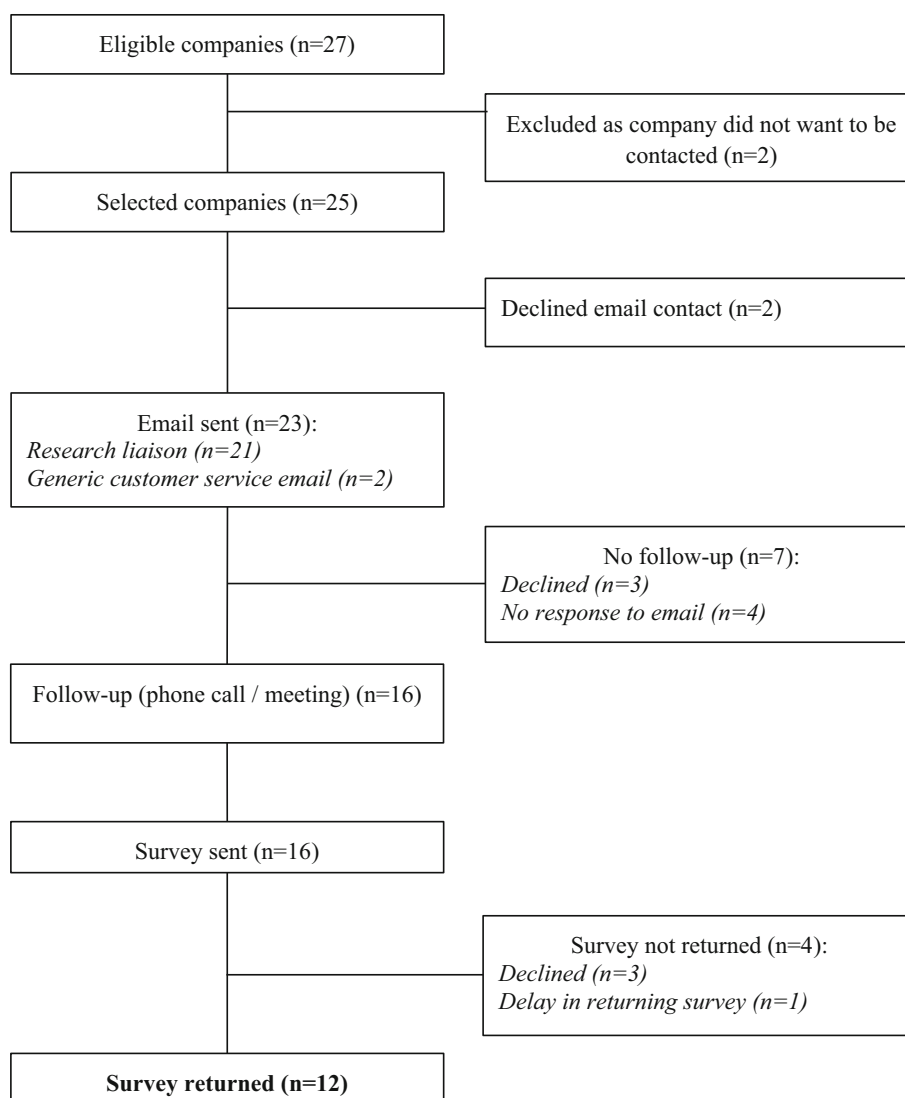 Eligible companies (n=27)
Excluded as company did not want to be
contacted (n=2)
Selected companies (n=25)
Declined email contact (n=2)
Email sent (n=23):
Research liaison (n=21)
Generic customer service email (n=2)
No follow-up (n=7):
Declined (n=3)
No response to email (n=4)
Follow-up (phone call / meeting) (n=16)
Survey sent (n=16)
Survey not returned (n=4):
Declined (n=3)
Delay in returning survey (n=1)
Survey returned (n=12)